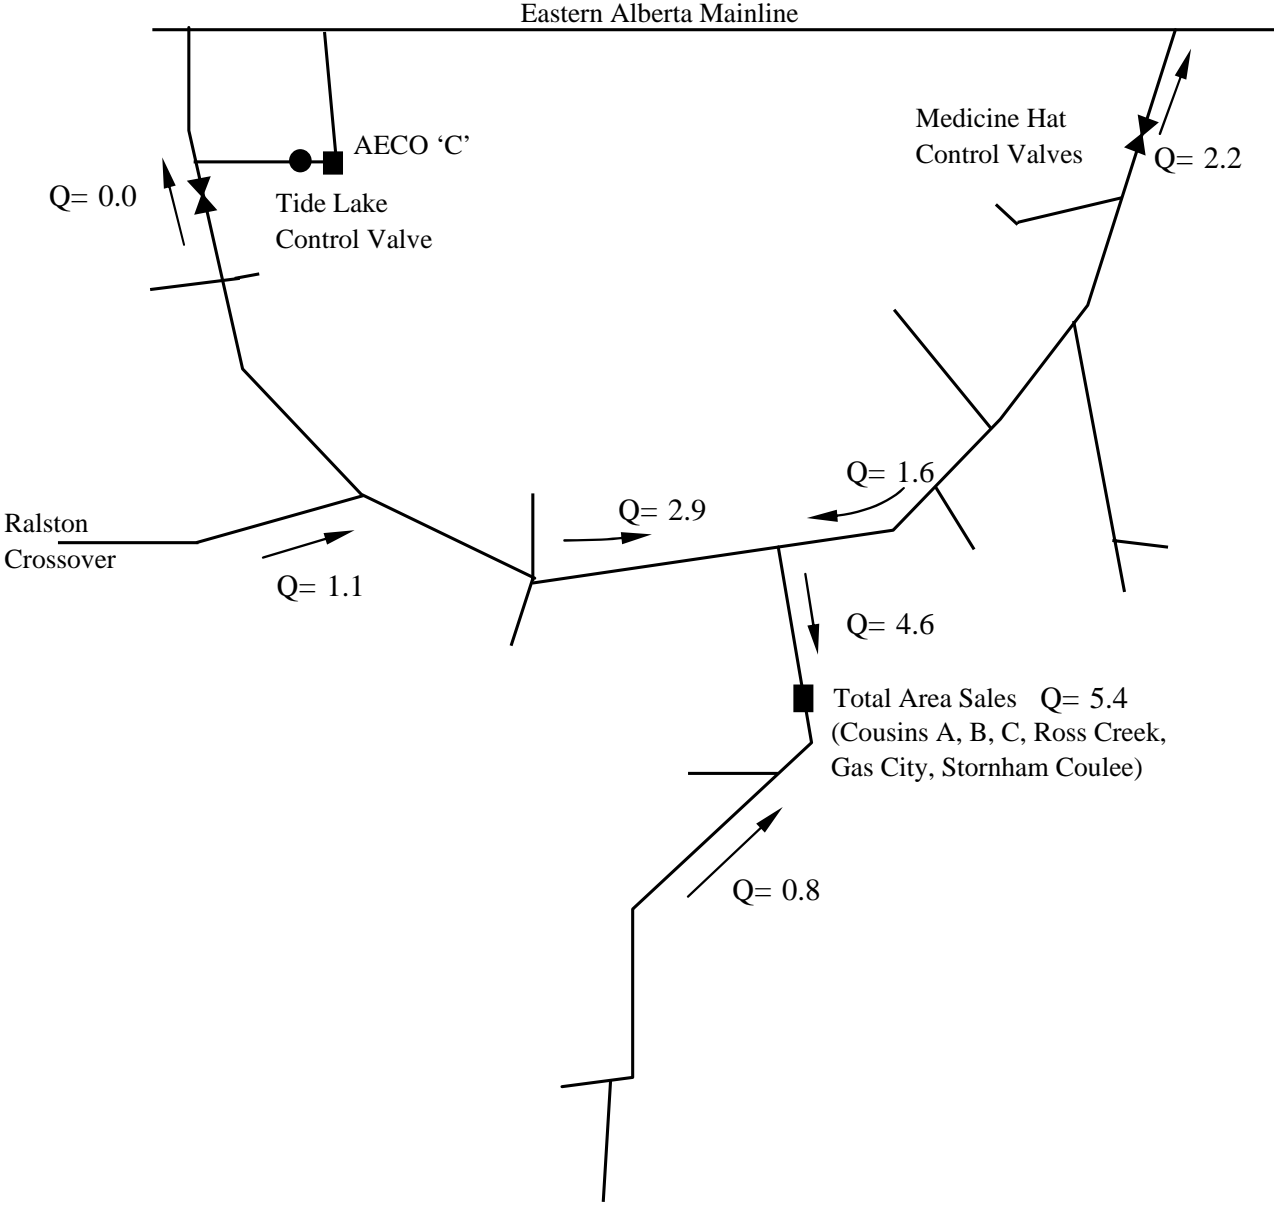 Eastern Alberta Mainline
AECO ‘C’
Medicine Hat
Control Valves
Q= 2.2
Q= 0.0
Tide Lake
Control Valve
Q= 1.6
Q= 2.9
Ralston
Crossover
Q= 1.1
Q= 4.6
Total Area Sales Q= 5.4
(Cousins A, B, C, Ross Creek,
Gas City, Stornham Coulee)
Q= 0.8